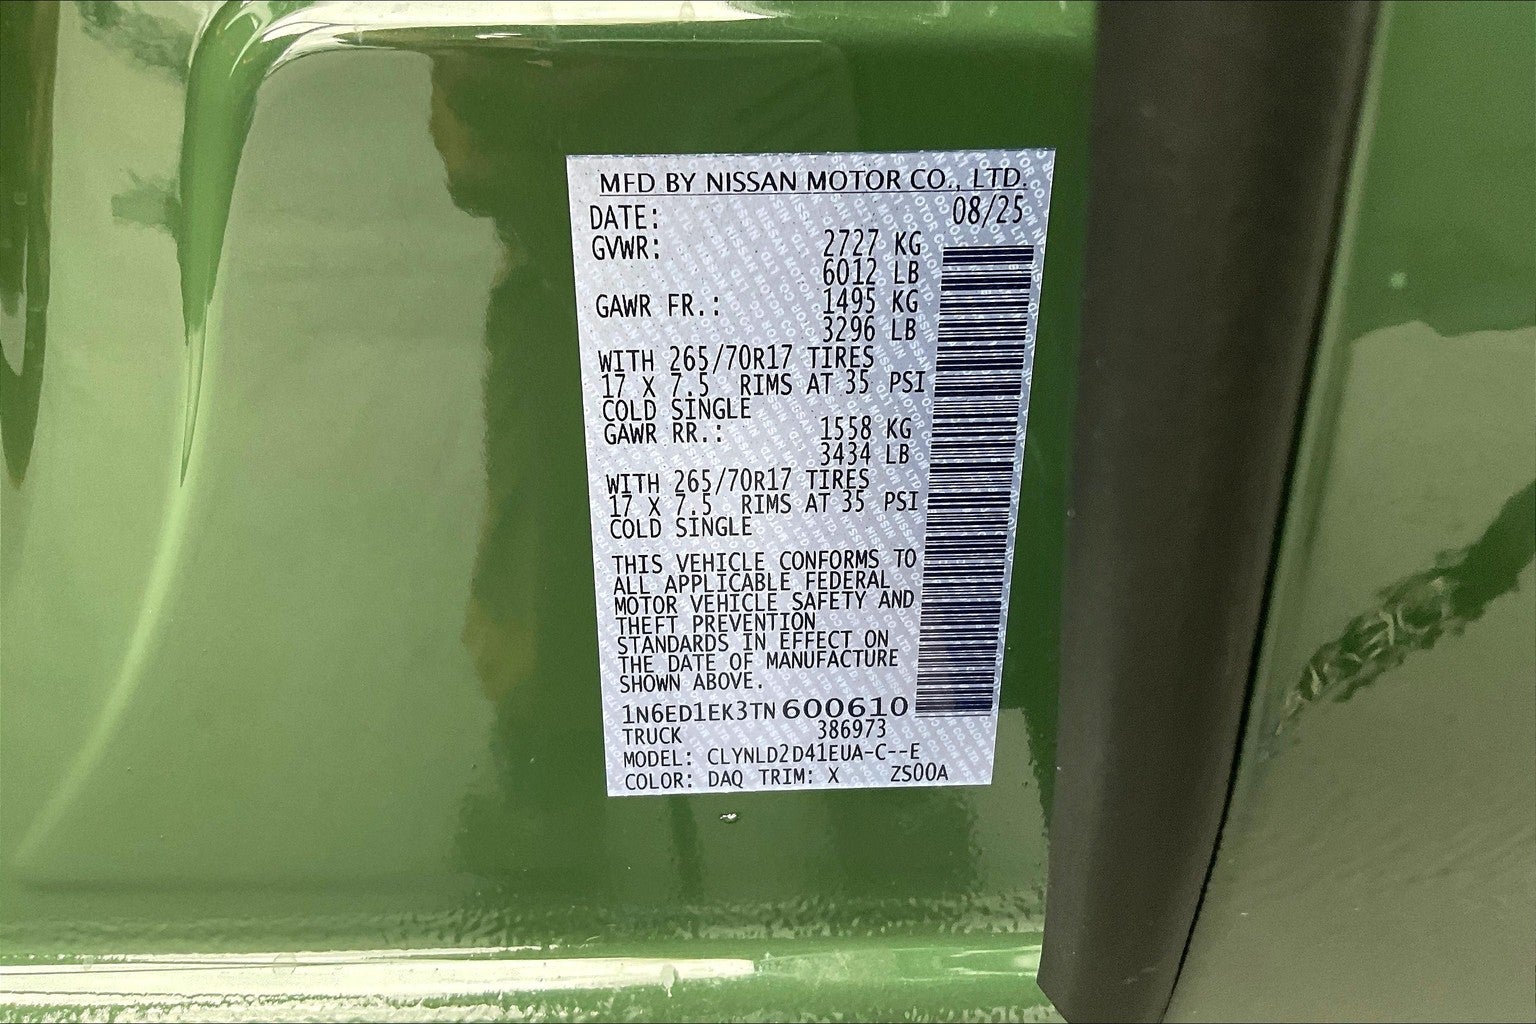 MFD BY NISSAN MOTOR CO., LTD.
DATE: 08/25
GVWR: 2727 KG
6012 LB
GAWR FR.: 1495 KG
3296 LB
WITH 265/70R17 TIRES
17 X 7.5 RIMS AT 35 PSI
COLD SINGLE
GAWR RR.: 1558 KG
3434 LB
WITH 265/70R17 TIRES
17 X 7.5 RIMS AT 35 PSI
COLD SINGLE
THIS VEHICLE CONFORMS TO
ALL APPLICABLE FEDERAL
MOTOR VEHICLE SAFETY AND
THEFT PREVENTION
STANDARDS IN EFFECT ON
THE DATE OF MANUFACTURE
SHOWN ABOVE.
1N6ED1EK3TN600610
TRUCK 386973
MODEL: CLYNLD2D41EUA-C--E
COLOR: DAQ TRIM: X ZS00A